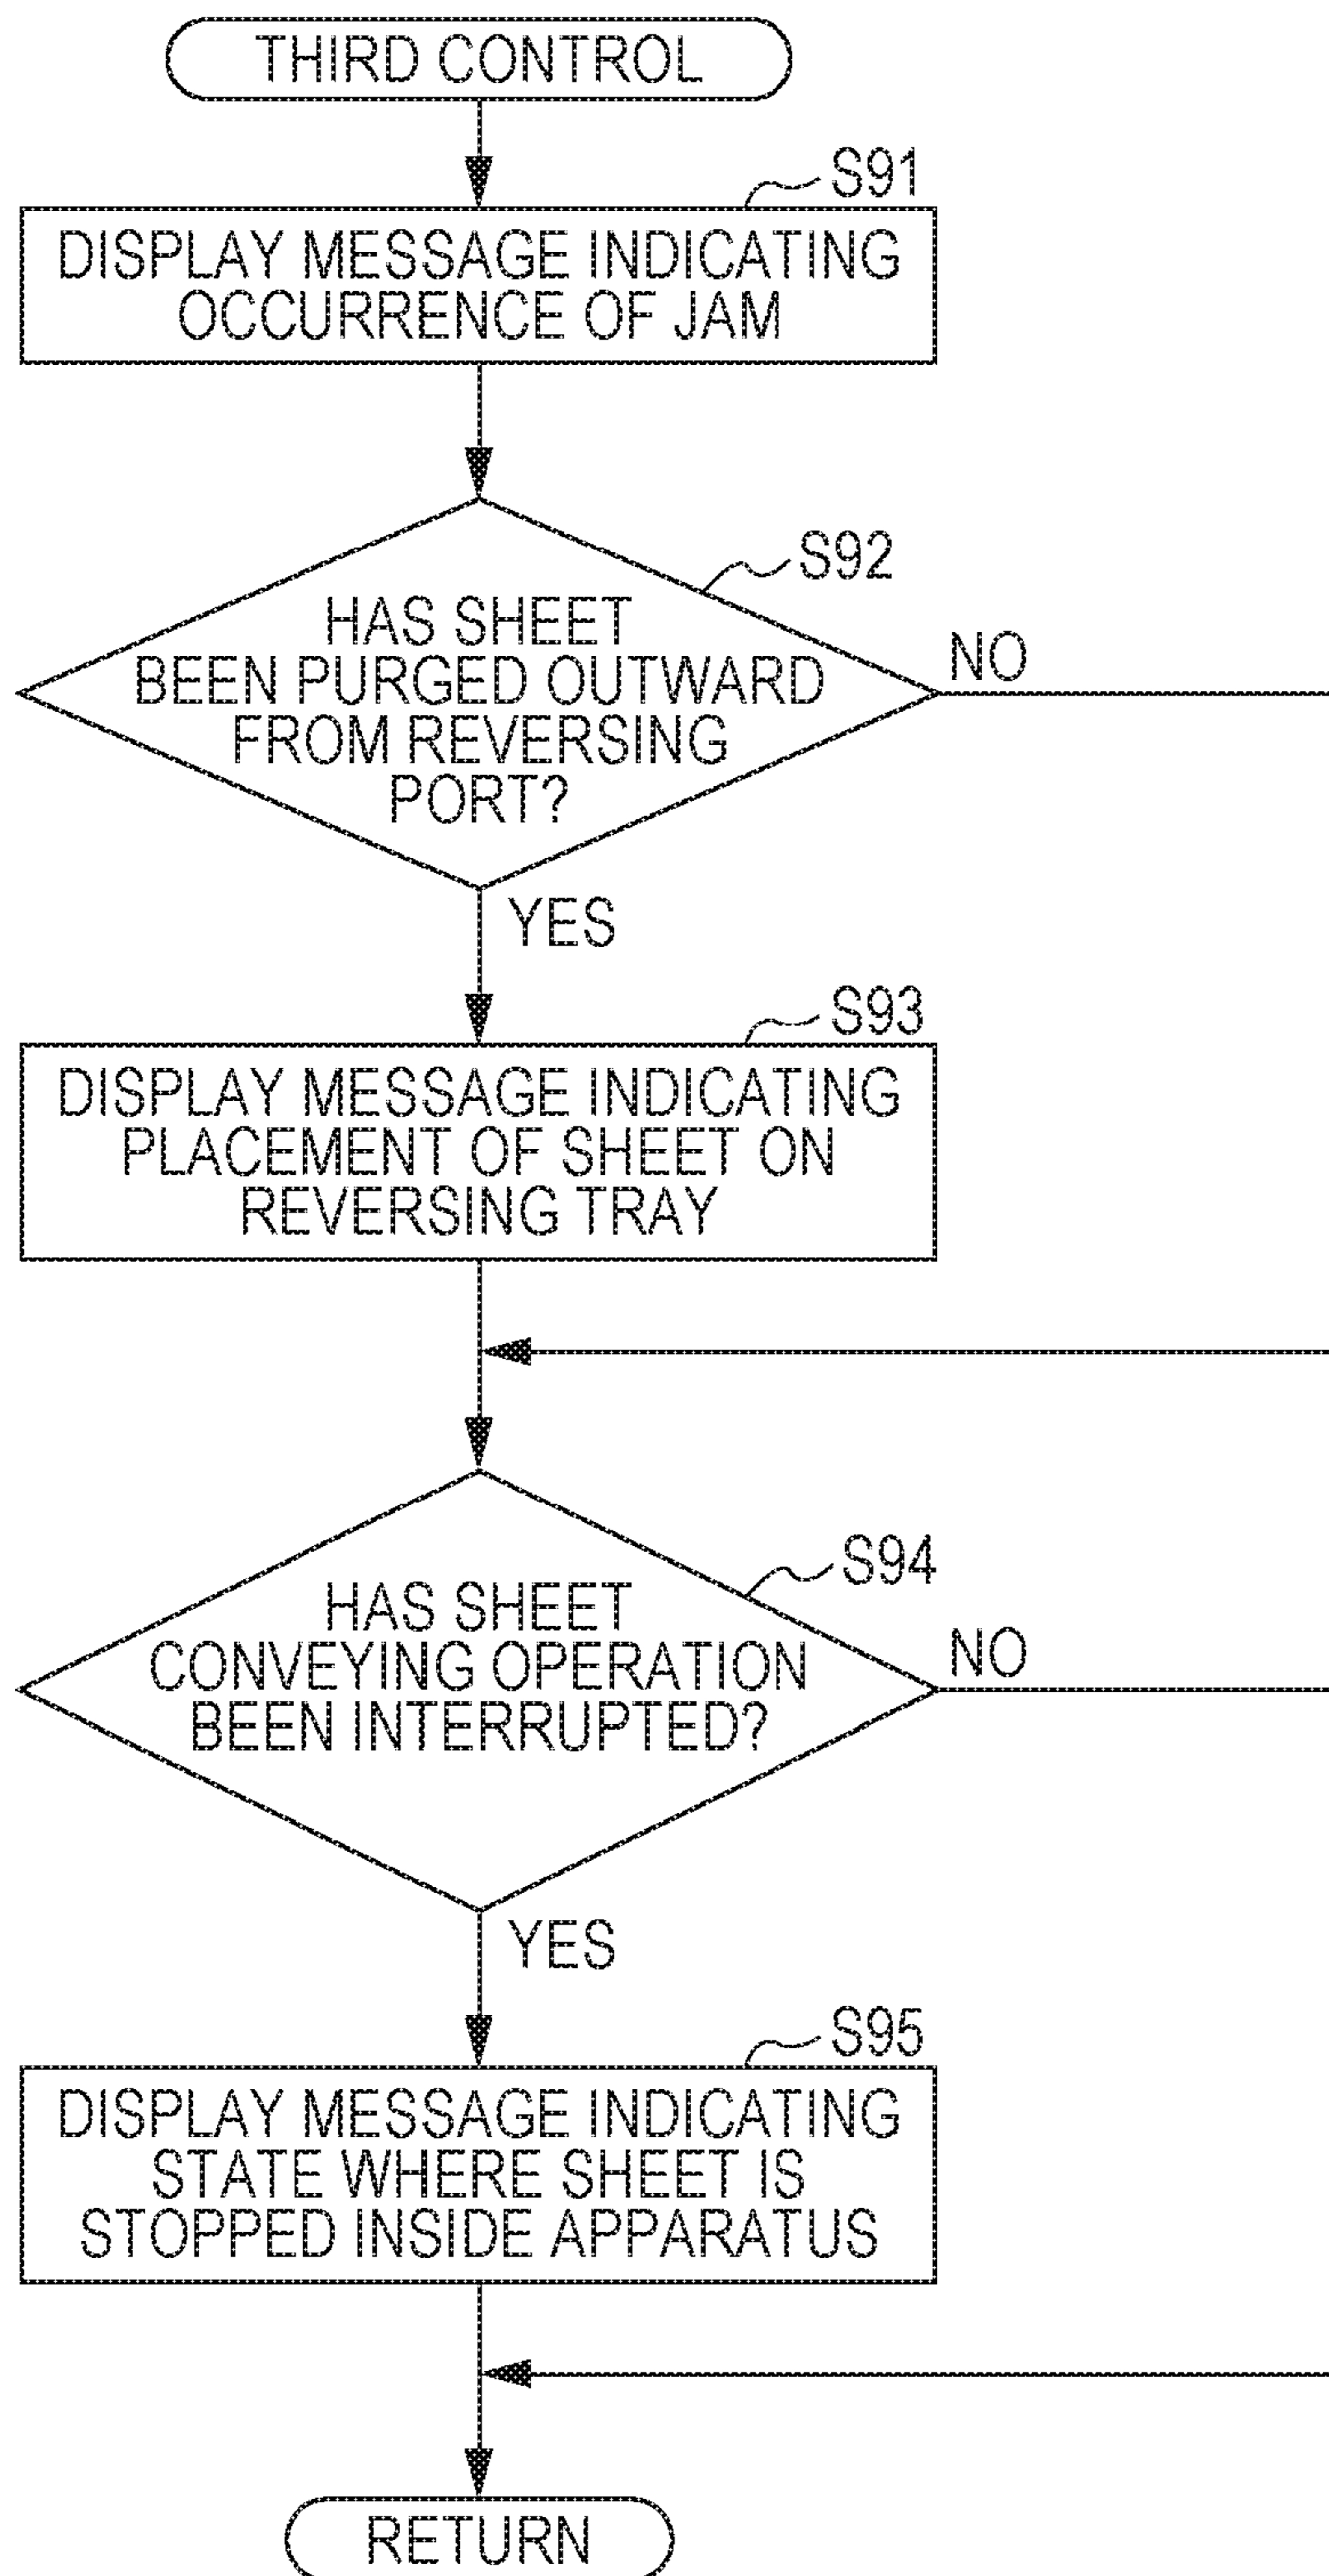 THIRD CONTROL
S91
DISPLAY MESSAGE INDICATING
OCCURRENCE OF JAM
S92
HAS SHEET
BEEN PURGED OUTWARD
FROM REVERSING
PORT?
NO
YES
S93
DISPLAY MESSAGE INDICATING
PLACEMENT OF SHEET ON
REVERSING TRAY
S94
HAS SHEET
CONVEYING OPERATION
BEEN INTERRUPTED?
NO
YES
S95
DISPLAY MESSAGE INDICATING
STATE WHERE SHEET IS
STOPPED INSIDE APPARATUS
RETURN